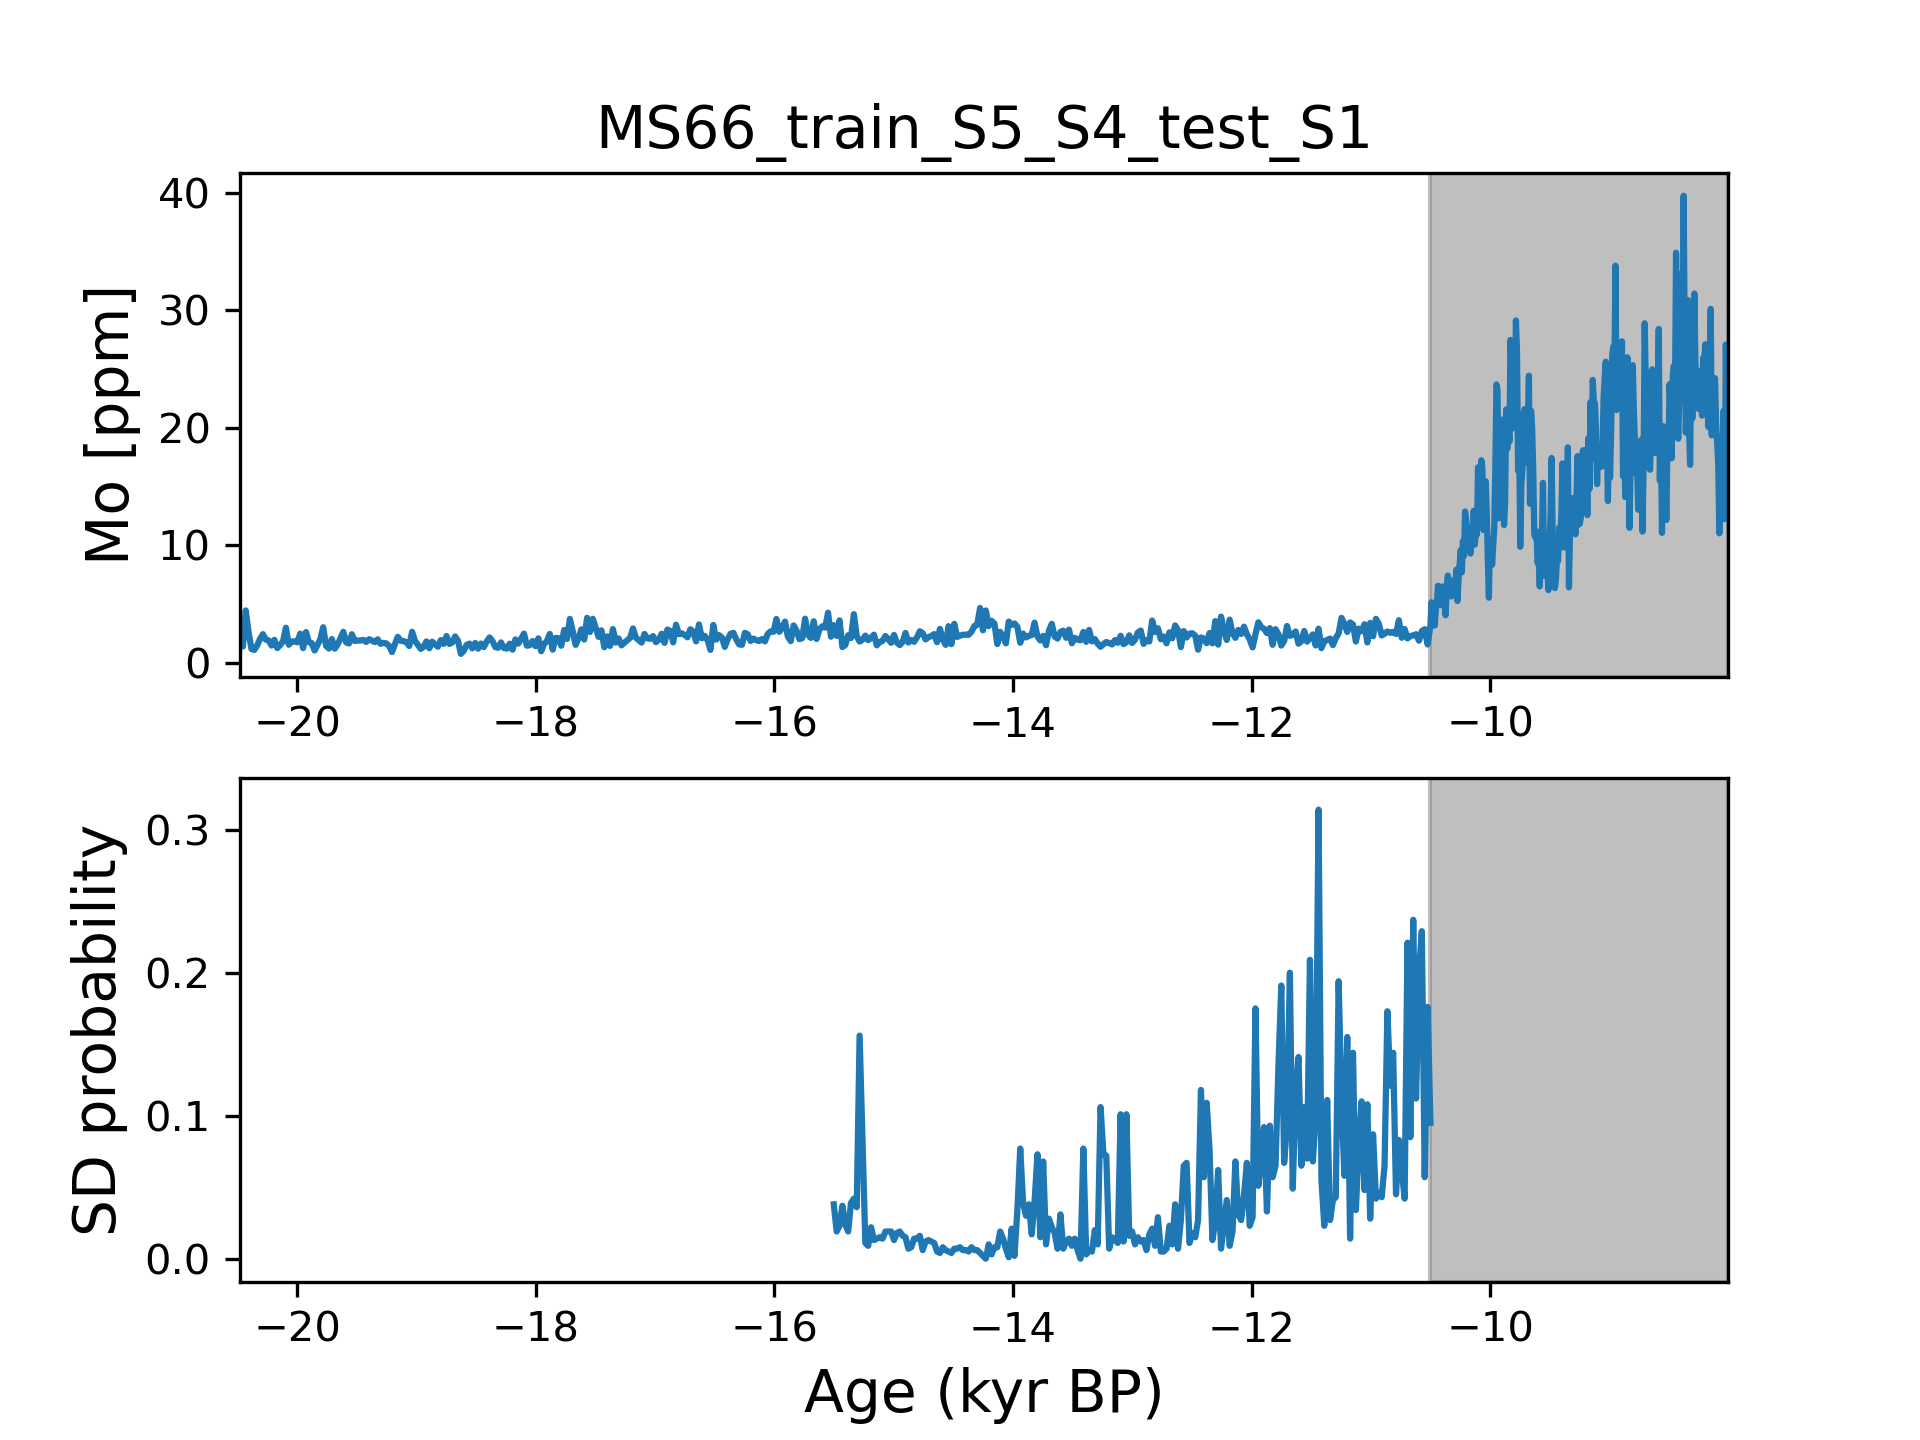 MS66_train_S5_S4_test_S1
Mo [ppm]
40
30
20
10
0
−20 −18 −16 −14 −12 −10
SD probability
0.3
0.2
0.1
0.0
−20 −18 −16 −14 −12 −10
Age (kyr BP)